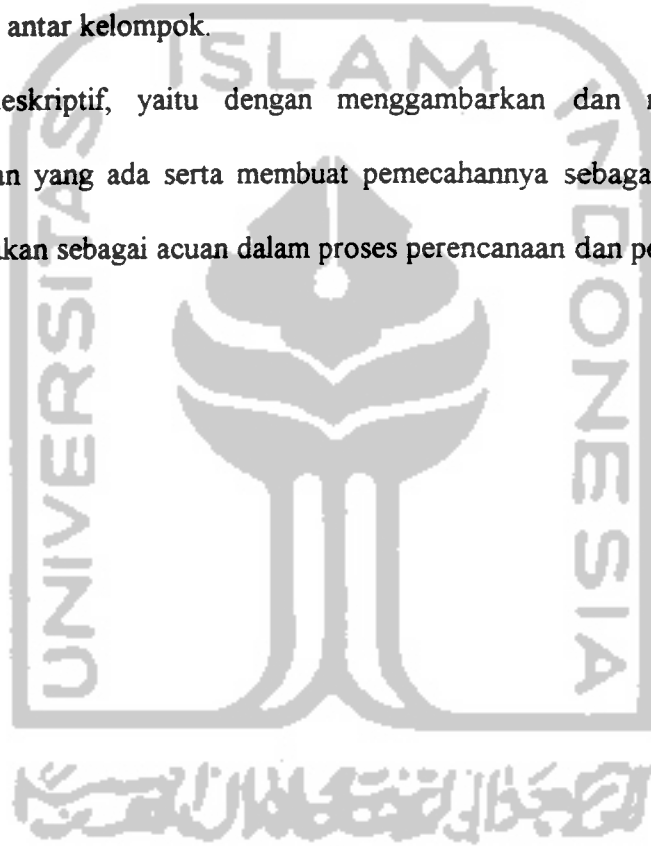 antar kelompok.
eskriptif, yaitu dengan menggambarkan dan
n yang ada serta membuat pemecahannya sebaga
kan sebagai acuan dalam proses perencanaan dan pe
ISLAM
UNIVERSITAS
INDONESIA